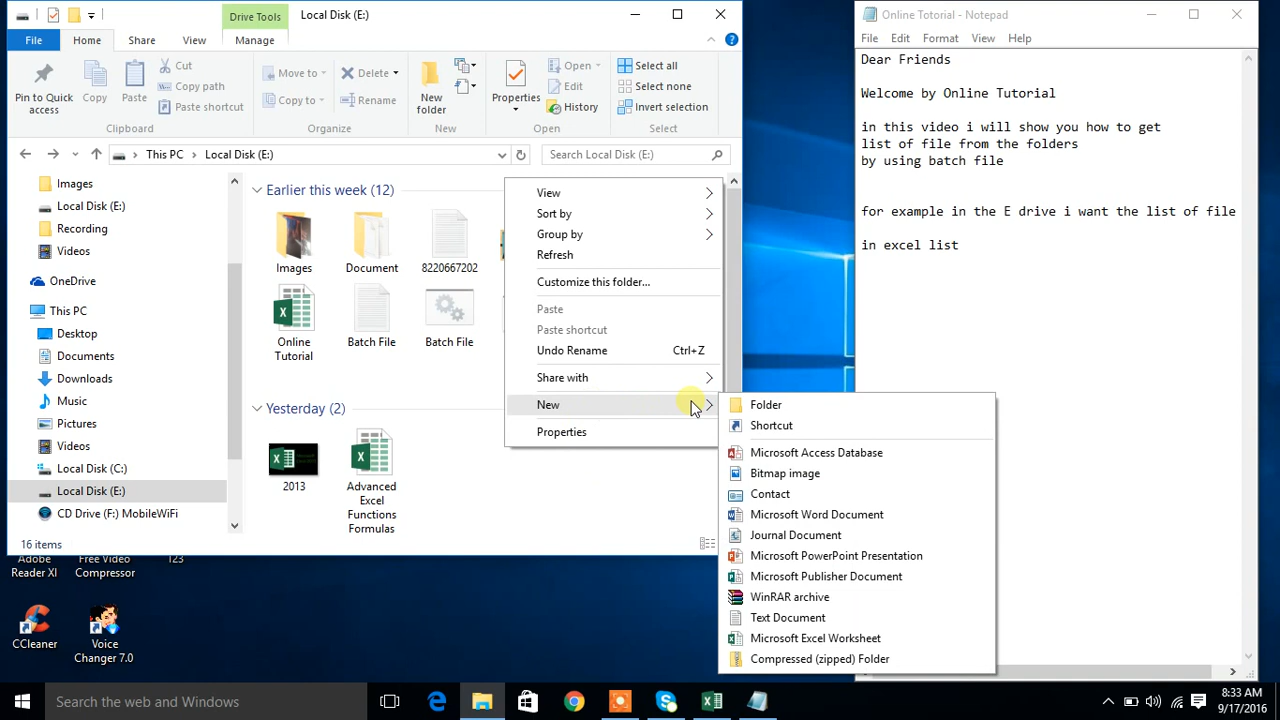 Drive Tools
Local Disk (E:)
File
Home
Share
View
Manage
Pin to Quick
access
Copy
Paste
Cut
Copy path
Paste shortcut
Clipboard
Move to
Copy to
Delete
Rename
Organize
New
folder
New
Properties
Open
Edit
History
Open
Select all
Select none
Invert selection
Select
This PC
Local Disk (E:)
Search Local Disk (E:)
Images
Local Disk (E:)
Recording
Videos
OneDrive
This PC
Desktop
Documents
Downloads
Music
Pictures
Videos
Local Disk (C:)
Local Disk (E:)
CD Drive (F:) MobileWiFi
Earlier this week (12)
Images
Document
8220667202
Online
Tutorial
Batch File
Batch File
Yesterday (2)
2013
Advanced
Excel
Functions
Formulas
16 items
View
Sort by
Group by
Refresh
Customize this folder...
Paste
Paste shortcut
Undo Rename Ctrl+Z
Share with
New
Properties
Folder
Shortcut
Microsoft Access Database
Bitmap image
Contact
Microsoft Word Document
Journal Document
Microsoft PowerPoint Presentation
Microsoft Publisher Document
WinRAR archive
Text Document
Microsoft Excel Worksheet
Compressed (zipped) Folder
Online Totorial - Notepad
File Edit Format View Help
Dear Friends
Welcome by Online Tutorial
in this video i will show you how to get
list of file from the folders
by using batch file
for example in the E drive i want the list of file
in excel list
Adobe
Reader XI
Free Video
Compressor
123
CCleaner
Voice
Changer 7.0
Search the web and Windows
8:33 AM
9/17/2016